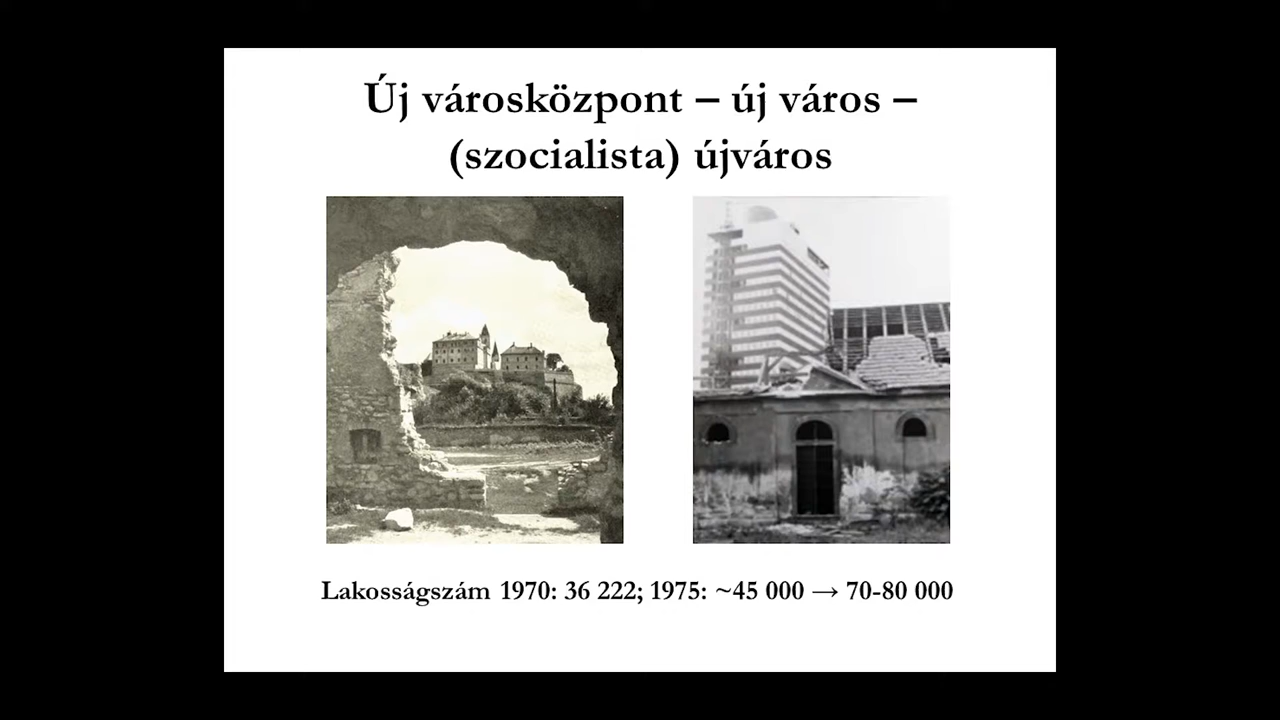 Új városközpont – új város –
(szocialista) újváros
Lakosságszám 1970: 36 222; 1975: ~45 000 → 70-80 000